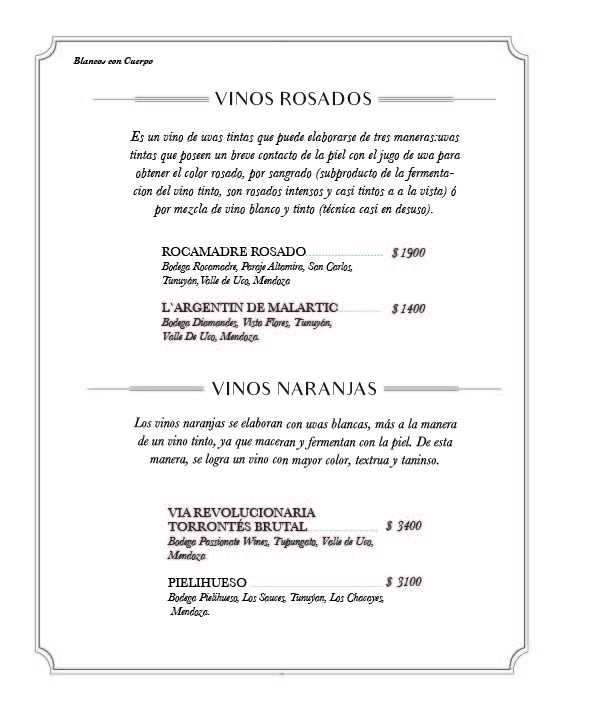 Blancos con Cuerpo
VINOS ROSADOS
Es un vino de uvas tintas que puede elaborarse de tres maneras:uvas
tintas que poseen un breve contacto de la piel con el jugo de uva para
obtener el color rosado, por sangrado (subproducto de la fermenta-
cion del vino tinto, son rosados intensos y casi tintos a a la vista) ó
por mezcla de vino blanco y tinto (técnica casi en desuso).
ROCAMADRE ROSADO $ 1900
Bodega Rocamadre, Paraje Altamira, San Carlos,
Tunuyán,Valle de Uco, Mendoza
L`ARGENTIN DE MALARTIC $ 1400
Bodega Diamandes, Vista Flores, Tunuyán,
Valle De Uco, Mendoza.
VINOS NARANJAS
Los vinos naranjas se elaboran con uvas blancas, más a la manera
de un vino tinto, ya que maceran y fermentan con la piel. De esta
manera, se logra un vino con mayor color, textrua y taninso.
VIA REVOLUCIONARIA
TORRONTÉS BRUTAL $ 3400
Bodega Passionate Wines, Tupungato, Valle de Uco,
Mendoza.
PIELIHUESO $ 3100
Bodega Pielihueso, Los Sauces, Tunuyan, Los Chacayes,
Mendoza.